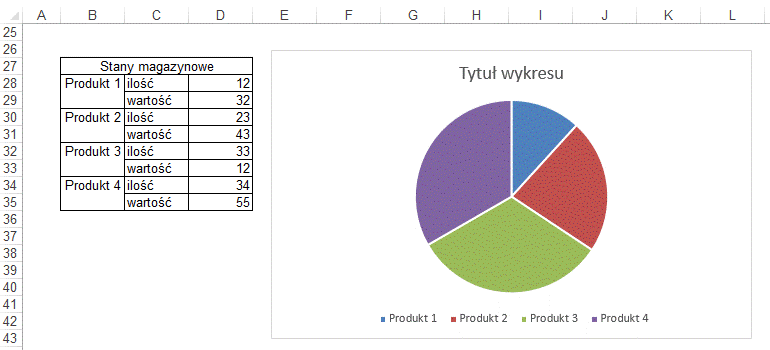 A B C D E F G H I J K L
25
26
27 Stany magazynowe
28 Produkt 1 ilość 12
29 wartość 32
30 Produkt 2 ilość 23
31 wartość 43
32 Produkt 3 ilość 33
33 wartość 12
34 Produkt 4 ilość 34
35 wartość 55
36
37
38
39
40
41
42
43
Tytuł wykresu
Produkt 1 Produkt 2 Produkt 3 Produkt 4